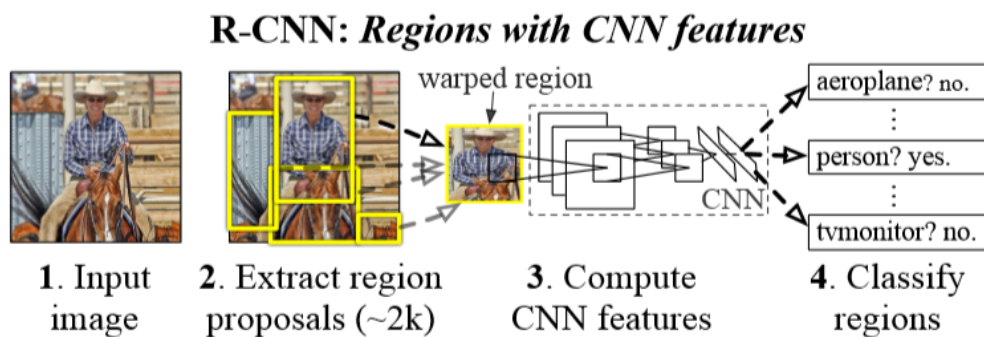 R-CNN: Regions with CNN features
warped region
aeroplane? no.
person? yes.
CNN
tvmonitor? no.
1. Input
image
2. Extract region
proposals (~2k)
3. Compute
CNN features
4. Classify
regions